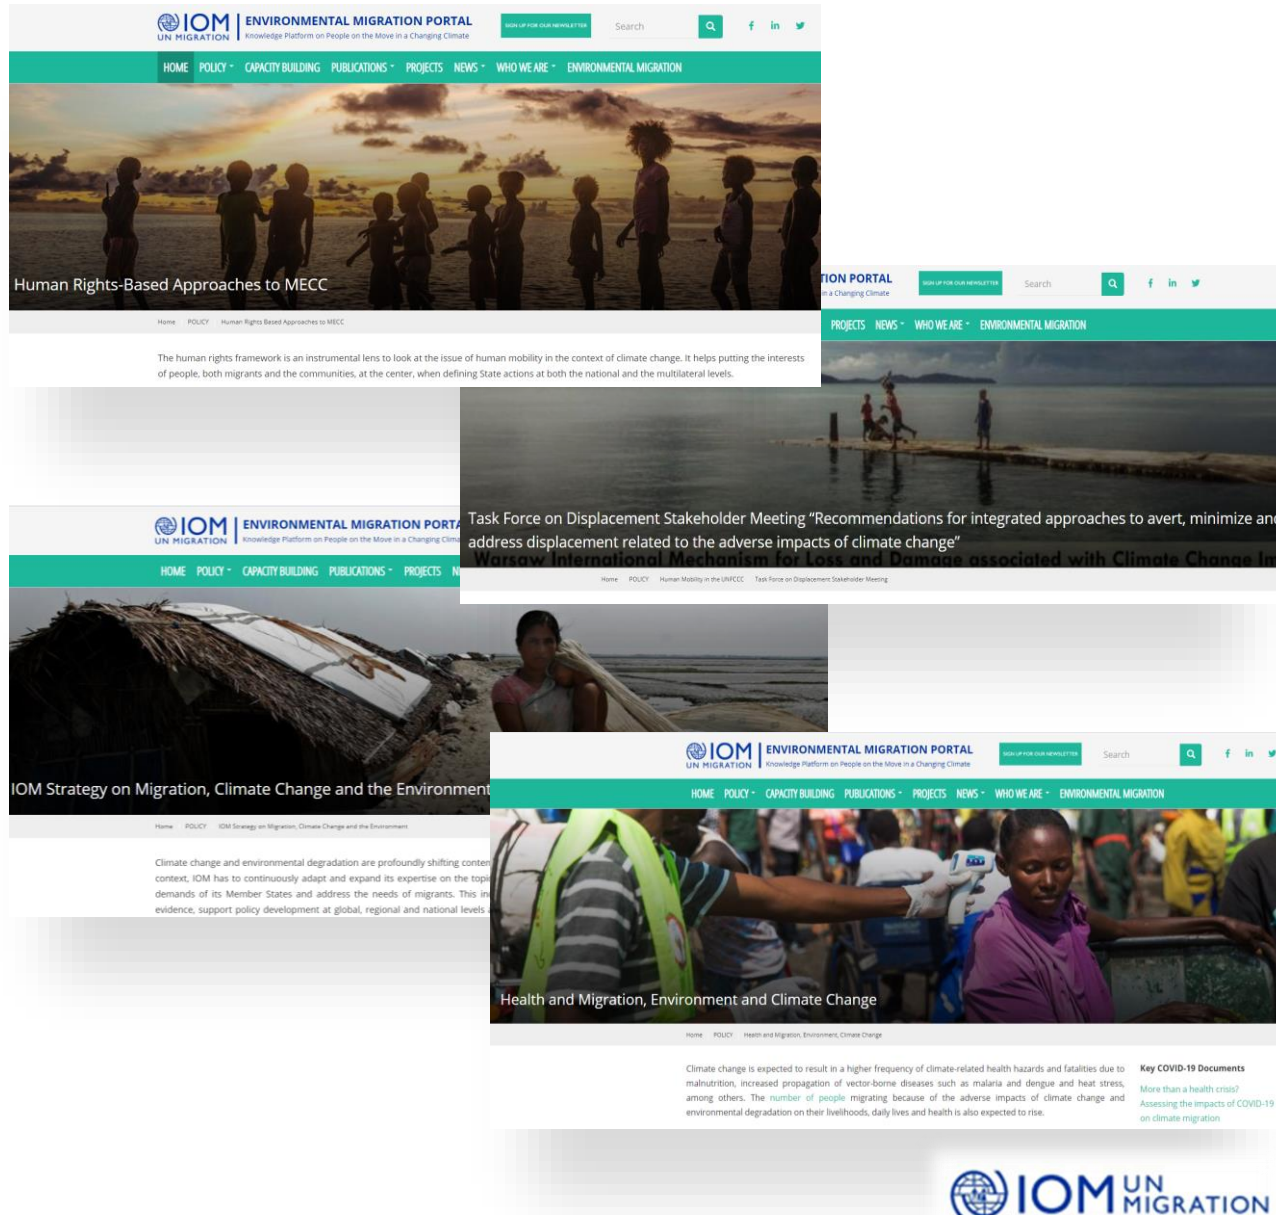 IOM
UN MIGRATION
ENVIRONMENTAL MIGRATION PORTAL
Knowledge Platform on People on the Move in a Changing Climate
SIGN UP FOR OUR NEWSLETTER
Search
HOME POLICY CAPACITY BUILDING PUBLICATIONS PROJECTS NEWS WHO WE ARE ENVIRONMENTAL MIGRATION
Human Rights-Based Approaches to MECC
Home POLICY Human Rights Based Approaches to MECC
The human rights framework is an instrumental lens to look at the issue of human mobility in the context of climate change. It helps putting the interests
of people, both migrants and the communities, at the center, when defining State actions at both the national and the multilateral levels.
TION PORTAL
in a Changing Climate
SIGN UP FOR OUR NEWSLETTER
Search
PROJECTS NEWS WHO WE ARE ENVIRONMENTAL MIGRATION
Task Force on Displacement Stakeholder Meeting “Recommendations for integrated approaches to avert, minimize and
address displacement related to the adverse impacts of climate change”
Warsaw International Mechanism for Loss and Damage associated with Climate Change Im
Home POLICY Human Mobility in the UNFCCC Task Force on Displacement Stakeholder Meeting
IOM
UN MIGRATION
ENVIRONMENTAL MIGRATION PORTA
Knowledge Platform on People on the Move in a Changing Clima
HOME POLICY CAPACITY BUILDING PUBLICATIONS PROJECTS N
IOM Strategy on Migration, Climate Change and the Environment
Home POLICY IOM Strategy on Migration, Climate Change and the Environment
Climate change and environmental degradation are profoundly shifting conten
context, IOM has to continuously adapt and expand its expertise on the topi
demands of its Member States and address the needs of migrants. This in
evidence, support policy development at global, regional and national levels a
IOM
UN MIGRATION
ENVIRONMENTAL MIGRATION PORTAL
Knowledge Platform on People on the Move in a Changing Climate
SIGN UP FOR OUR NEWSLETTER
Search
HOME POLICY CAPACITY BUILDING PUBLICATIONS PROJECTS NEWS WHO WE ARE ENVIRONMENTAL MIGRATION
Health and Migration, Environment and Climate Change
Home POLICY Health and Migration, Environment, Climate Change
Climate change is expected to result in a higher frequency of climate-related health hazards and fatalities due to
malnutrition, increased propagation of vector-borne diseases such as malaria and dengue and heat stress,
among others. The number of people migrating because of the adverse impacts of climate change and
environmental degradation on their livelihoods, daily lives and health is also expected to rise.
Key COVID-19 Documents
More than a health crisis?
Assessing the impacts of COVID-19
on climate migration
IOM UN
MIGRATION